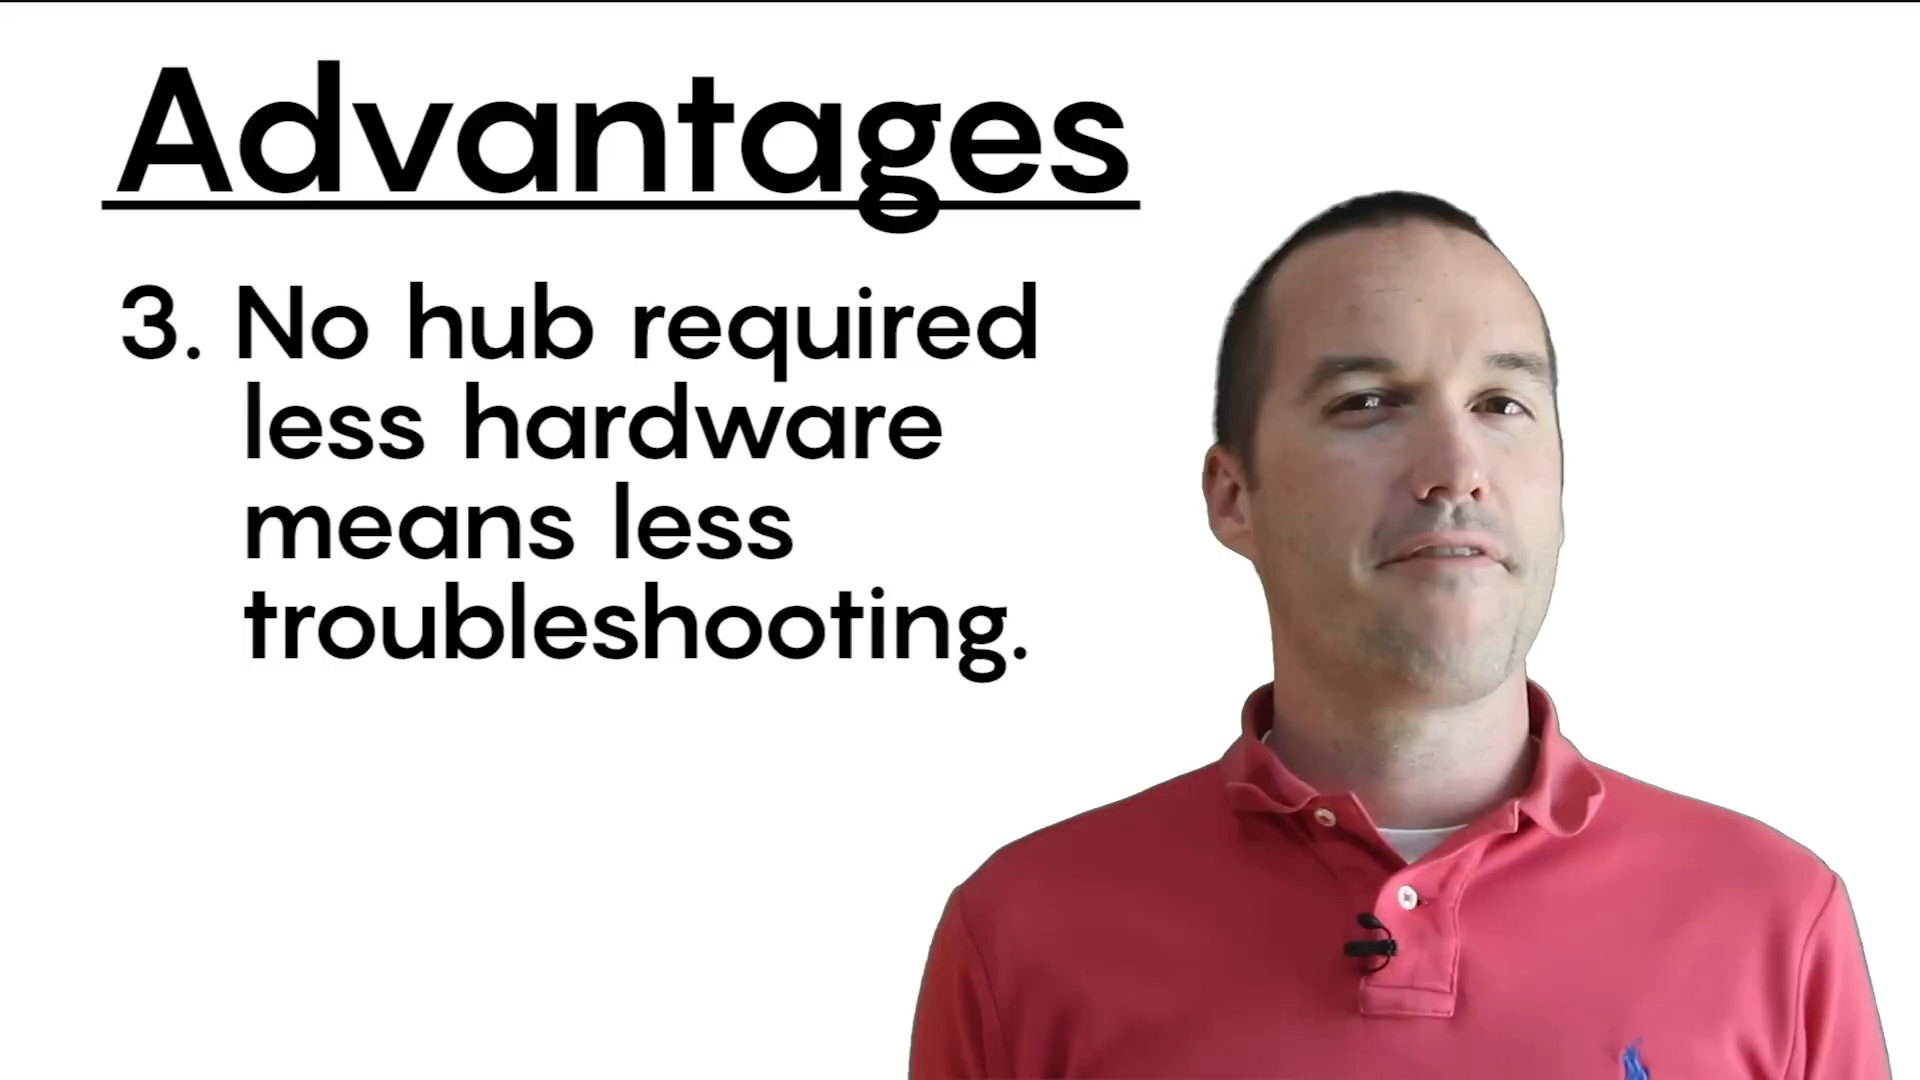 Advantages
3. No hub required
less hardware
means less
troubleshooting.